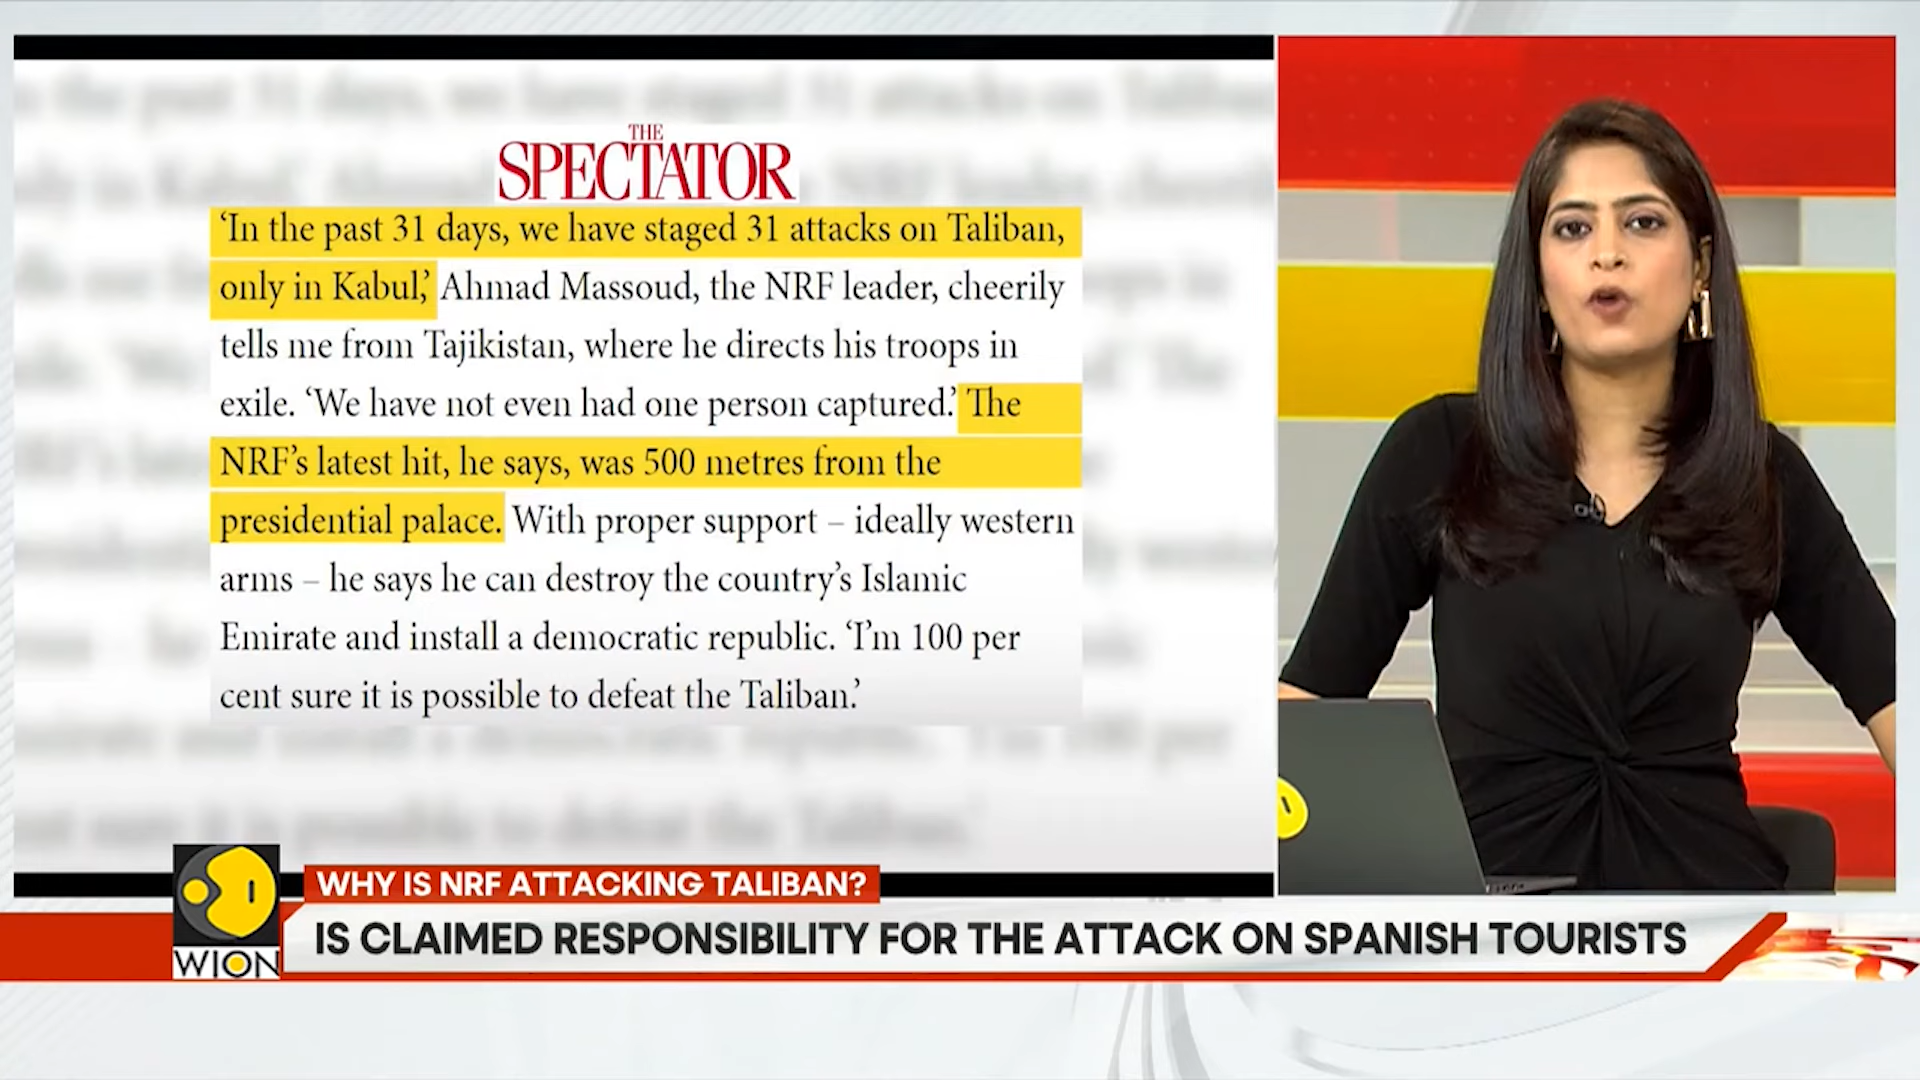 THE
SPECTATOR
‘In the past 31 days, we have staged 31 attacks on Taliban,
only in Kabul,’ Ahmad Massoud, the NRF leader, cheerily
tells me from Tajikistan, where he directs his troops in
exile. ‘We have not even had one person captured.’ The
NRF’s latest hit, he says, was 500 metres from the
presidential palace. With proper support – ideally western
arms – he says he can destroy the country’s Islamic
Emirate and install a democratic republic. ‘I’m 100 per
cent sure it is possible to defeat the Taliban.’
WHY IS NRF ATTACKING TALIBAN?
IS CLAIMED RESPONSIBILITY FOR THE ATTACK ON SPANISH TOURISTS
WION